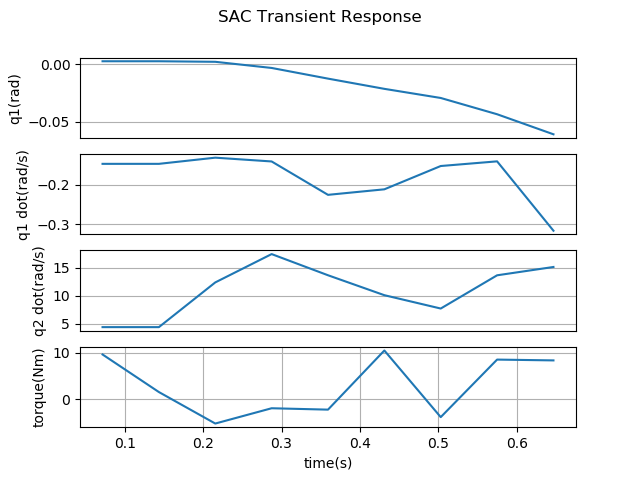 SAC Transient Response
q1(rad)
0.00
−0.05
q1 dot(rad/s)
−0.2
−0.3
q2 dot(rad/s)
15
10
5
torque(Nm)
10
0
0.1 0.2 0.3 0.4 0.5 0.6
time(s)